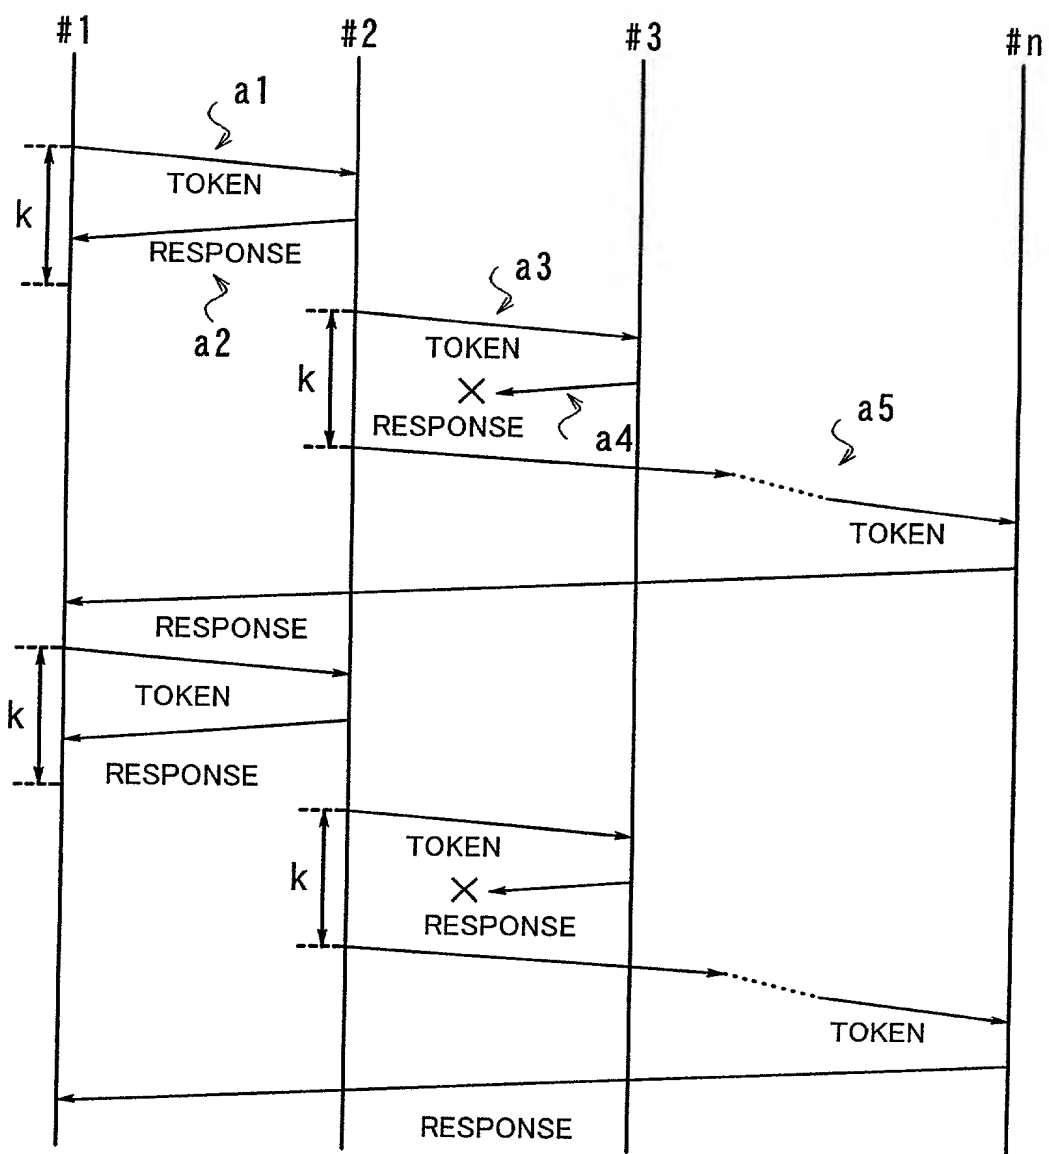 #1
#2
#3
#n
a1
TOKEN
k
RESPONSE
a2
a3
TOKEN
k
RESPONSE
a4
a5
TOKEN
RESPONSE
k
TOKEN
RESPONSE
TOKEN
k
RESPONSE
TOKEN
RESPONSE